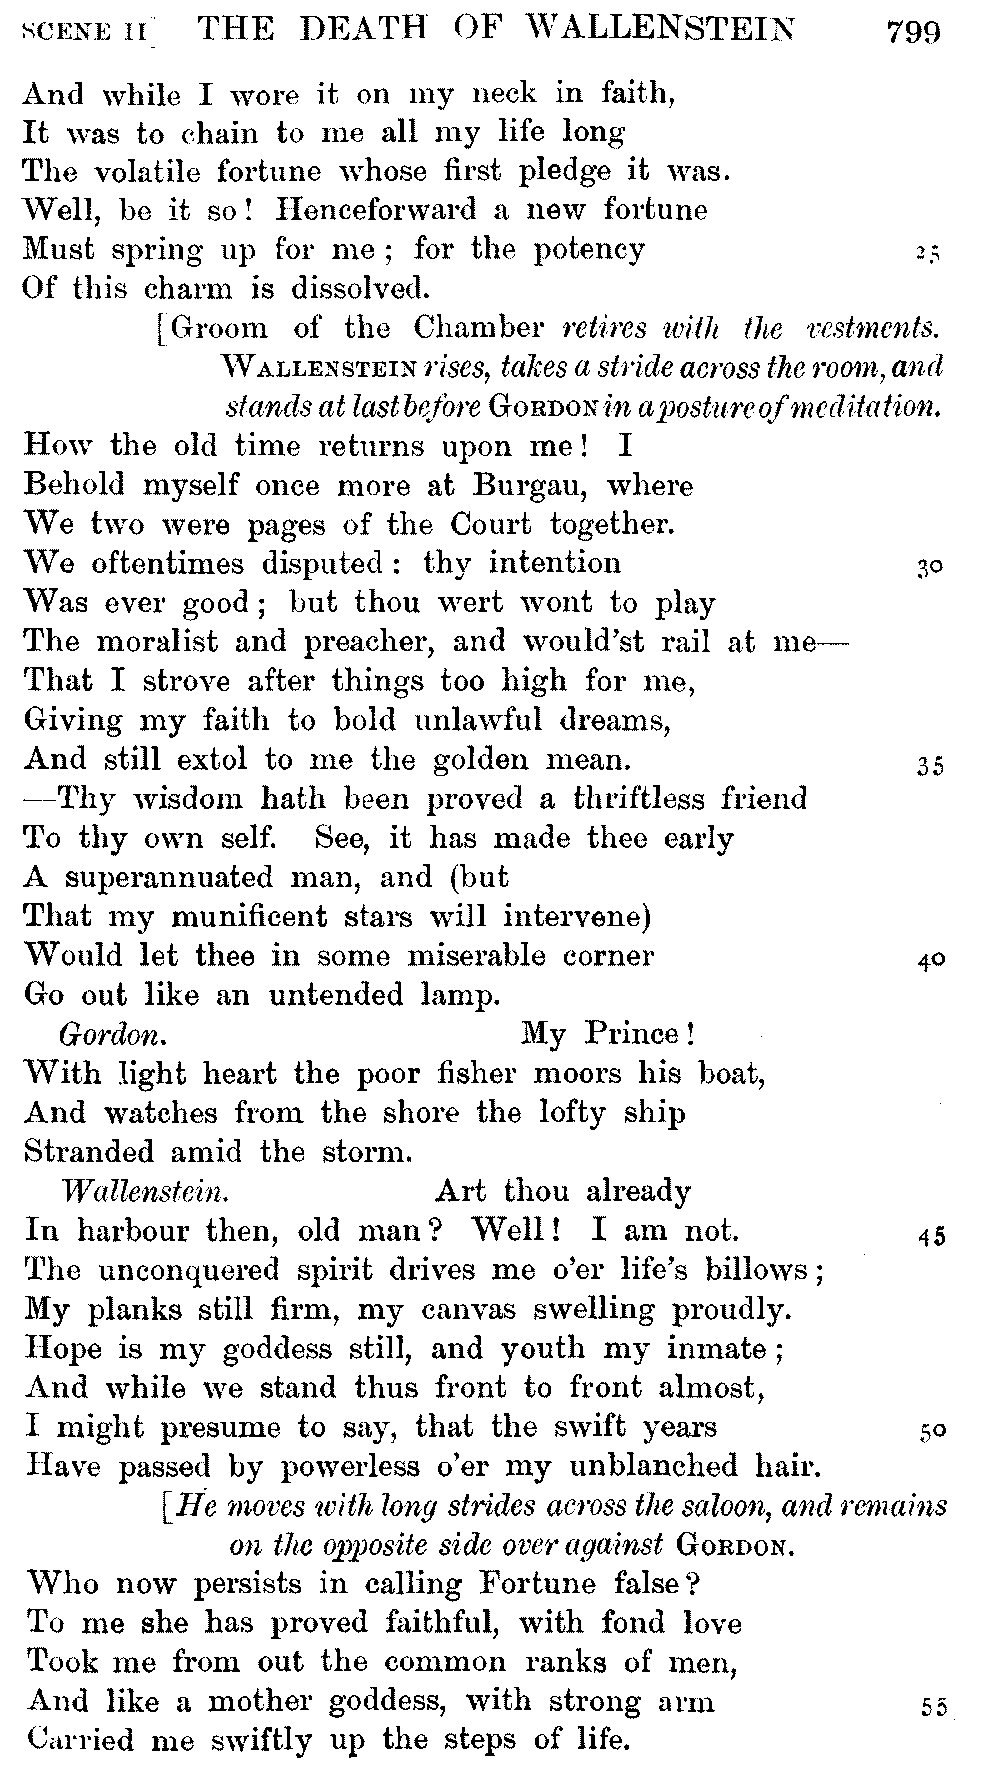 SCENE II THE DEATH OF WALLENSTEIN 799
And while I wore it on my neck in faith,
It was to chain to me all my life long
The volatile fortune whose first pledge it was.
Well, be it so! Henceforward a new fortune
Must spring up for me; for the potency 25
Of this charm is dissolved.
[Groom of the Chamber retires with the vestments.
WALLENSTEIN rises, takes a stride across the room, and
stands at last before GORDON in a posture of meditation.
How the old time returns upon me! I
Behold myself once more at Burgau, where
We two were pages of the Court together.
We oftentimes disputed: thy intention 30
Was ever good; but thou wert wont to play
The moralist and preacher, and would'st rail at me—
That I strove after things too high for me,
Giving my faith to bold unlawful dreams,
And still extol to me the golden mean. 35
—Thy wisdom hath been proved a thriftless friend
To thy own self. See, it has made thee early
A superannuated man, and (but
That my munificent stars will intervene)
Would let thee in some miserable corner 40
Go out like an untended lamp.
Gordon. My Prince!
With light heart the poor fisher moors his boat,
And watches from the shore the lofty ship
Stranded amid the storm.
Wallenstein. Art thou already
In harbour then, old man? Well! I am not. 45
The unconquered spirit drives me o'er life's billows;
My planks still firm, my canvas swelling proudly.
Hope is my goddess still, and youth my inmate;
And while we stand thus front to front almost,
I might presume to say, that the swift years 50
Have passed by powerless o'er my unblanched hair.
[He moves with long strides across the saloon, and remains
on the opposite side over against GORDON.
Who now persists in calling Fortune false?
To me she has proved faithful, with fond love
Took me from out the common ranks of men,
And like a mother goddess, with strong arm 55
Carried me swiftly up the steps of life.